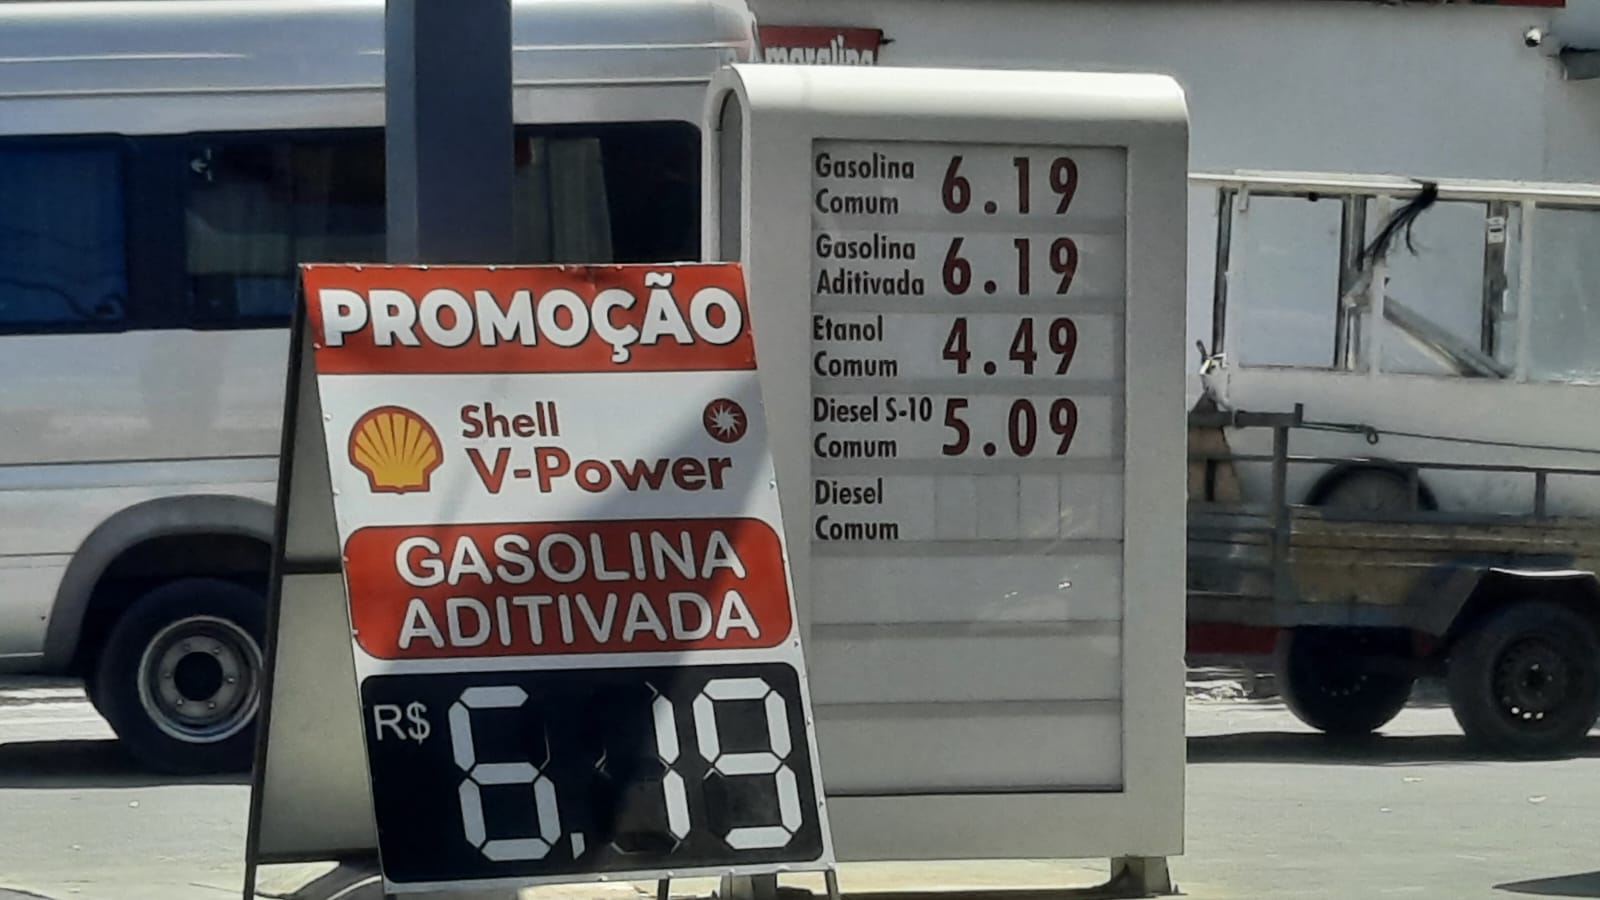 maralina
Gasolina
Comum 6.19
Gasolina
Aditivada 6.19
Etanol
Comum 4.49
Diesel S-10
Comum 5.09
Diesel
Comum
PROMOÇÃO
Shell
V-Power
GASOLINA
ADITIVADA
R$ 6,19